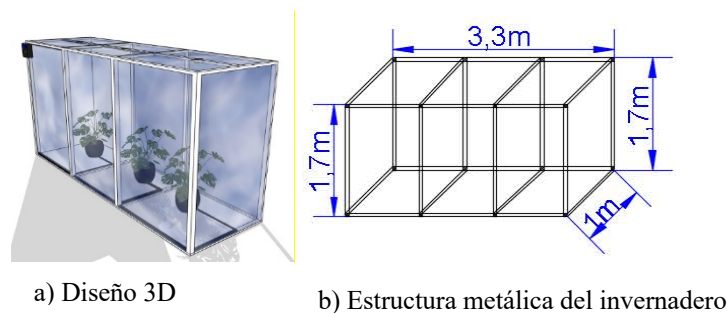 3,3m
1,7m
1,7m
1m
a) Diseño 3D
b) Estructura metálica del invernadero